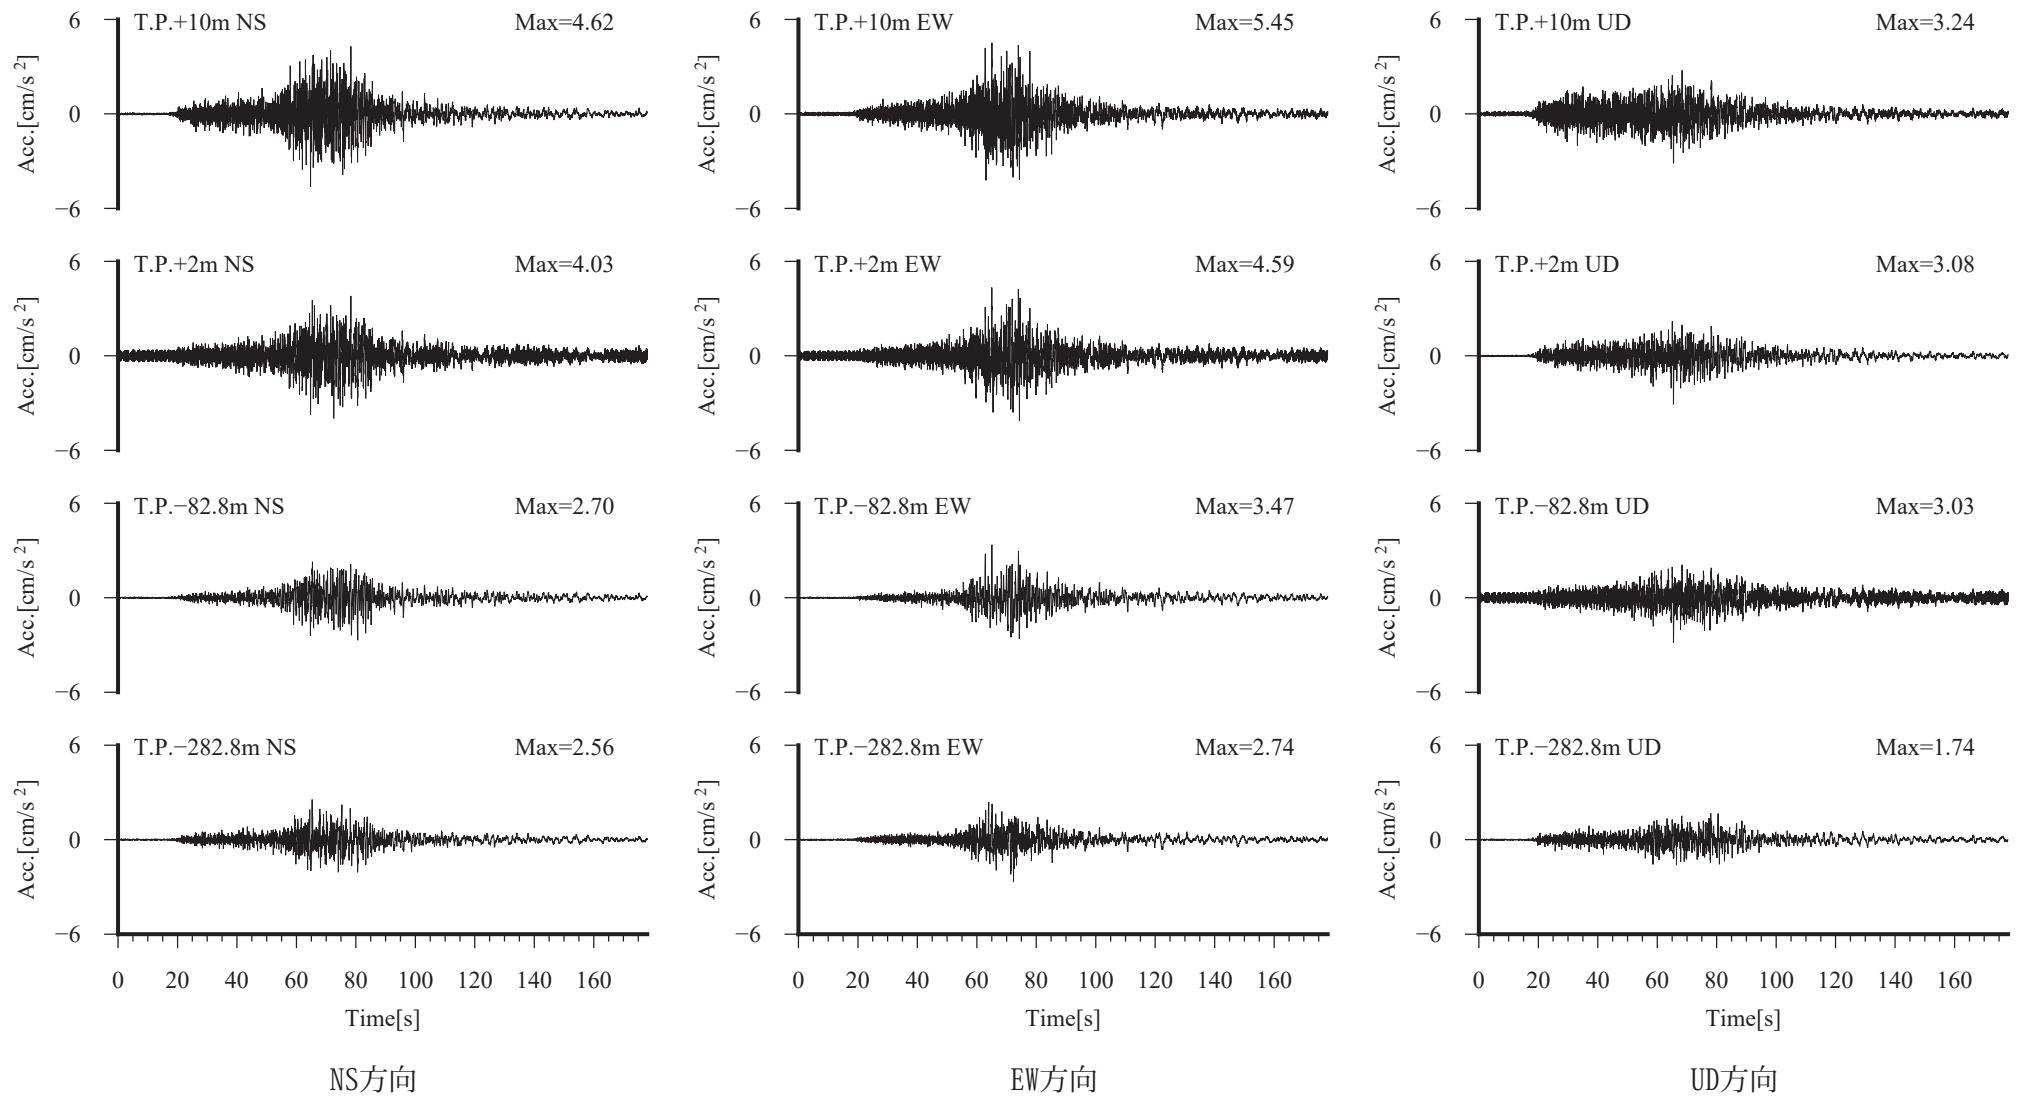 T.P.+10m NS Max=4.62
6
0
−6
Acc.[cm/s 2]
T.P.+10m EW Max=5.45
6
0
−6
Acc.[cm/s 2]
T.P.+10m UD Max=3.24
6
0
−6
Acc.[cm/s 2]
T.P.+2m NS Max=4.03
6
0
−6
Acc.[cm/s 2]
T.P.+2m EW Max=4.59
6
0
−6
Acc.[cm/s 2]
T.P.+2m UD Max=3.08
6
0
−6
Acc.[cm/s 2]
T.P.−82.8m NS Max=2.70
6
0
−6
Acc.[cm/s 2]
T.P.−82.8m EW Max=3.47
6
0
−6
Acc.[cm/s 2]
T.P.−82.8m UD Max=3.03
6
0
−6
Acc.[cm/s 2]
T.P.−282.8m NS Max=2.56
6
0
−6
Acc.[cm/s 2]
T.P.−282.8m EW Max=2.74
6
0
−6
Acc.[cm/s 2]
T.P.−282.8m UD Max=1.74
6
0
−6
Acc.[cm/s 2]
0 20 40 60 80 100 120 140 160
Time[s]
NS方向
0 20 40 60 80 100 120 140 160
Time[s]
EW方向
0 20 40 60 80 100 120 140 160
Time[s]
UD方向